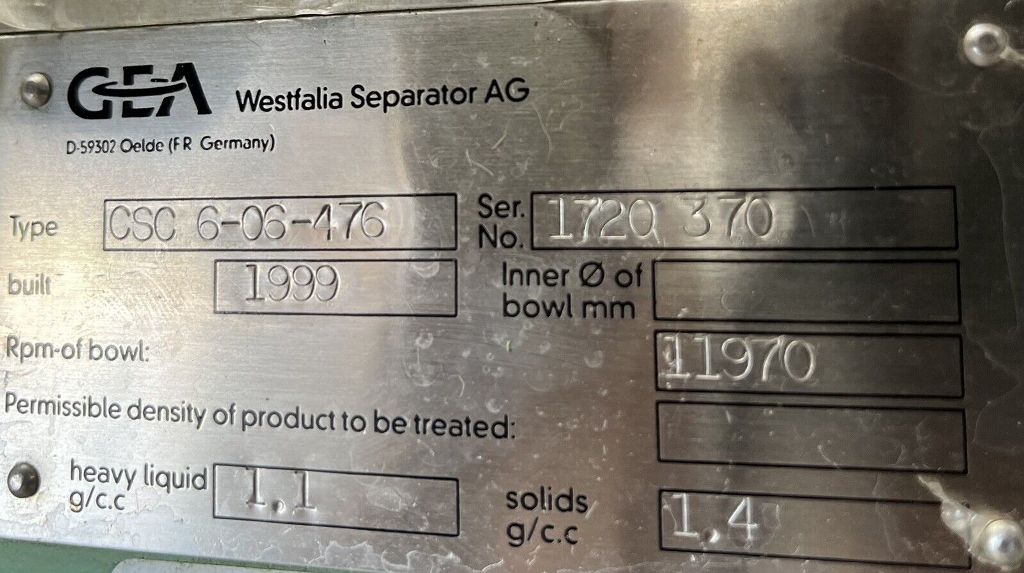 GEA Westfalia Separator AG
D-59302 Oelde (FR Germany)
Type CSC 6-06-476 Ser. No. 1720 370
built 1999 Inner Ø of bowl mm
Rpm-of bowl: 11970
Permissible density of product to be treated:
heavy liquid g/c.c 1,1 solids g/c.c 1,4